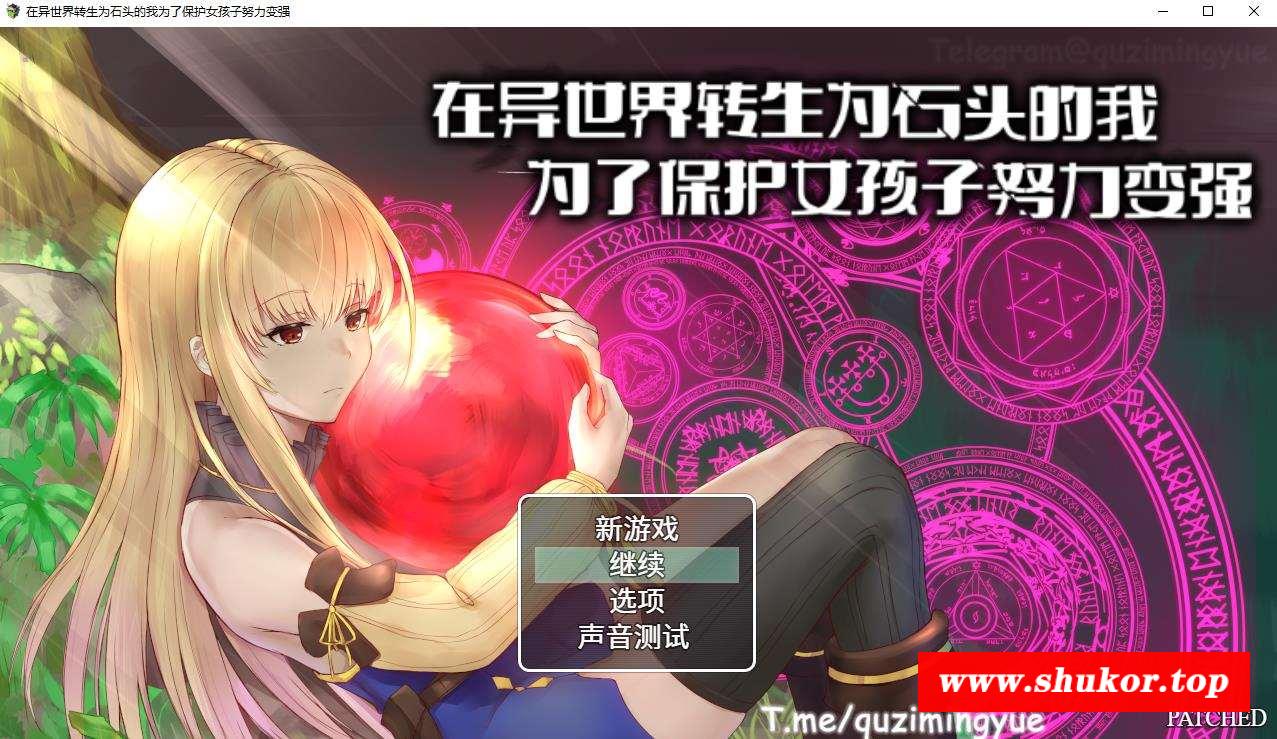 在异世界转生为石头的我为了保护女孩子努力变强
Telegram@quzimingyue
在异世界转生为石头的我
为了保护女孩子努力变强
新游戏
继续
选项
声音测试
www.shukor.top
T.me/quzimingyue
PATCHED